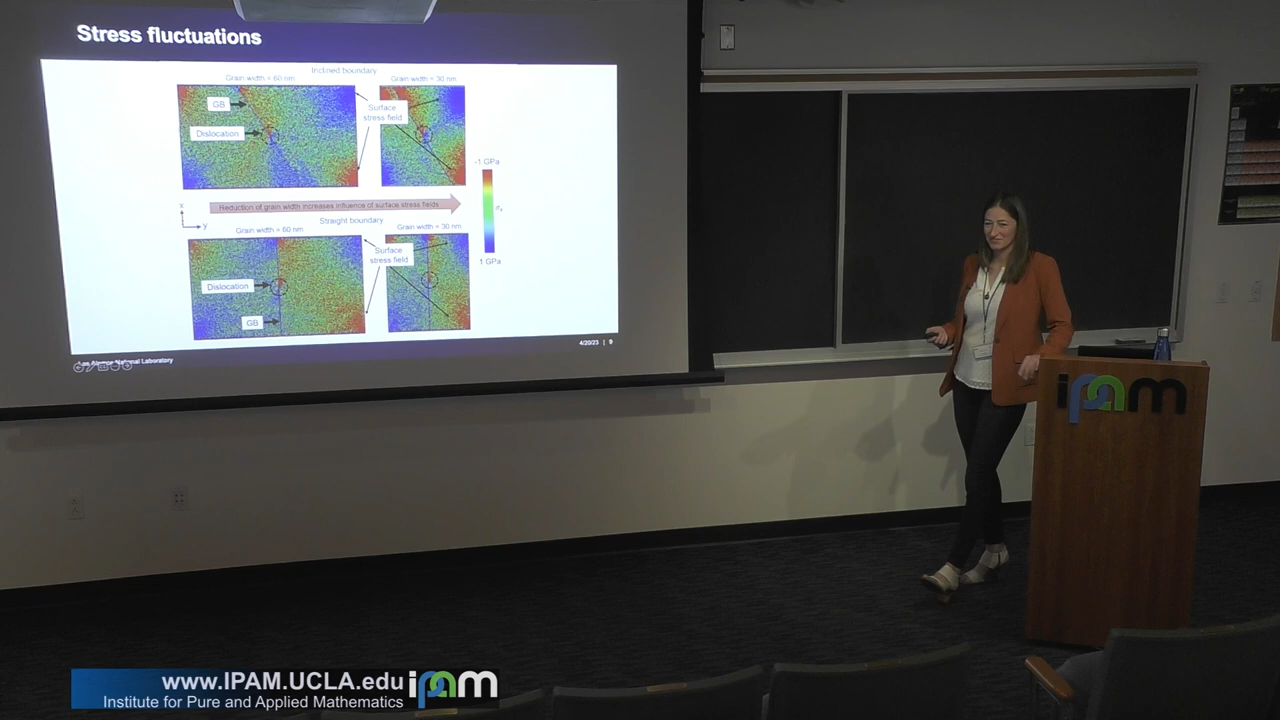 Stress fluctuations
Inclined boundary
Grain width = 60 nm
Grain width = 30 nm
GB
Dislocation
Surface
stress field
-1 GPa
1 GPa
Reduction of grain width increases influence of surface stress fields
x
y
Straight boundary
Grain width = 60 nm
Grain width = 30 nm
Surface
stress field
Dislocation
GB
4/20/23 | 9
Los Alamos National Laboratory
ipam
www.IPAM.UCLA.edu
Institute for Pure and Applied Mathematics
ipam